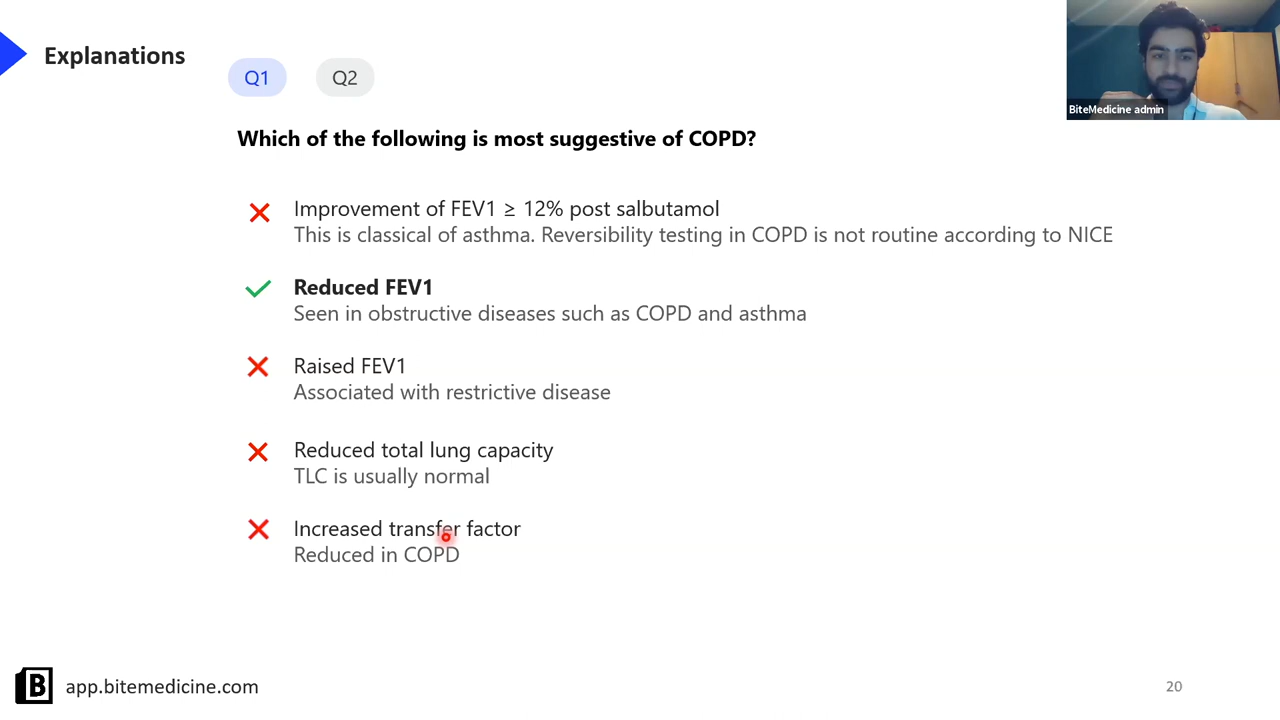 Explanations
Q1
Q2
BiteMedicine admin
Which of the following is most suggestive of COPD?
Improvement of FEV1 ≥ 12% post salbutamol
This is classical of asthma. Reversibility testing in COPD is not routine according to NICE
Reduced FEV1
Seen in obstructive diseases such as COPD and asthma
Raised FEV1
Associated with restrictive disease
Reduced total lung capacity
TLC is usually normal
Increased transfer factor
Reduced in COPD
B
app.bitemedicine.com
20